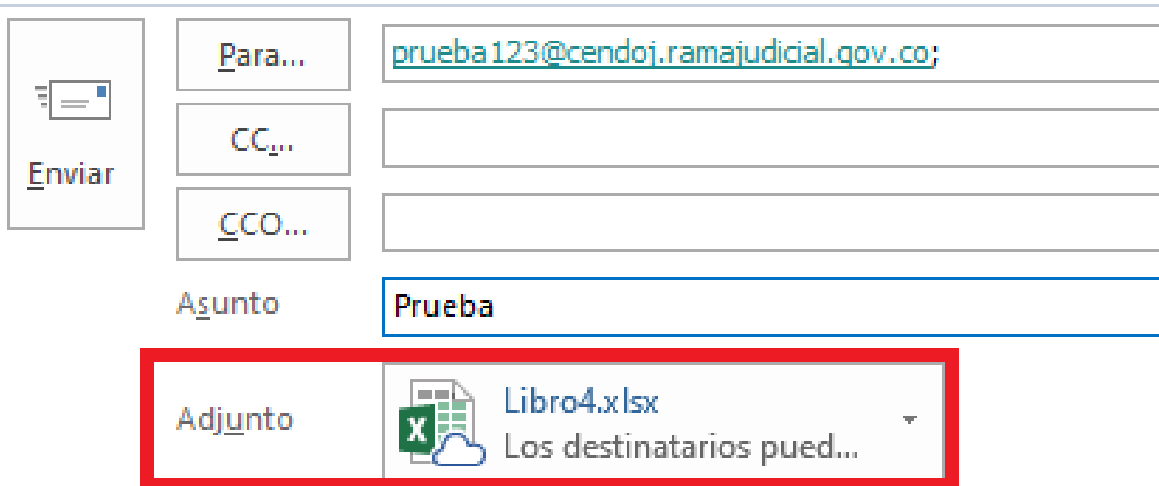 Para...
prueba123@cendoj.ramajudicial.gov.co;
CC...
Enviar
CCO...
Asunto
Prueba
Adjunto
Libro4.xlsx
Los destinatarios pued...